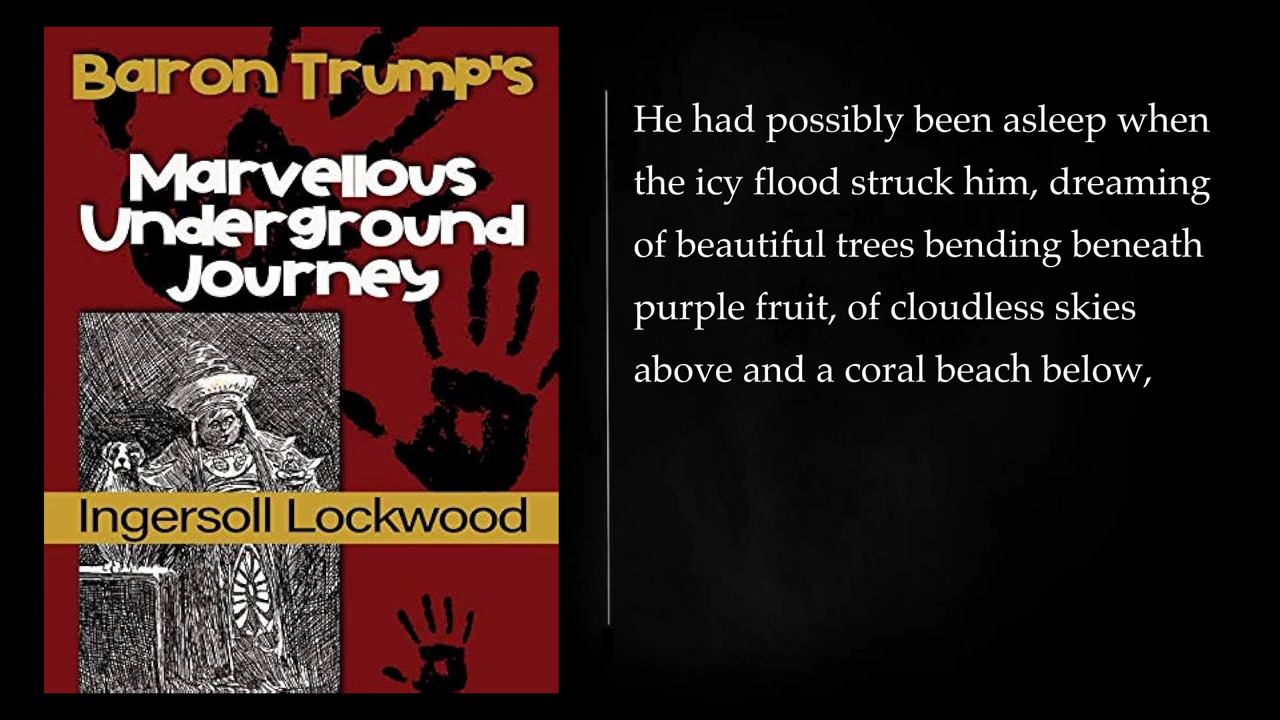 Baron Trump's
Marvellous
Underground
Journey
Ingersoll Lockwood
He had possibly been asleep when
the icy flood struck him, dreaming
of beautiful trees bending beneath
purple fruit, of cloudless skies
above and a coral beach below,